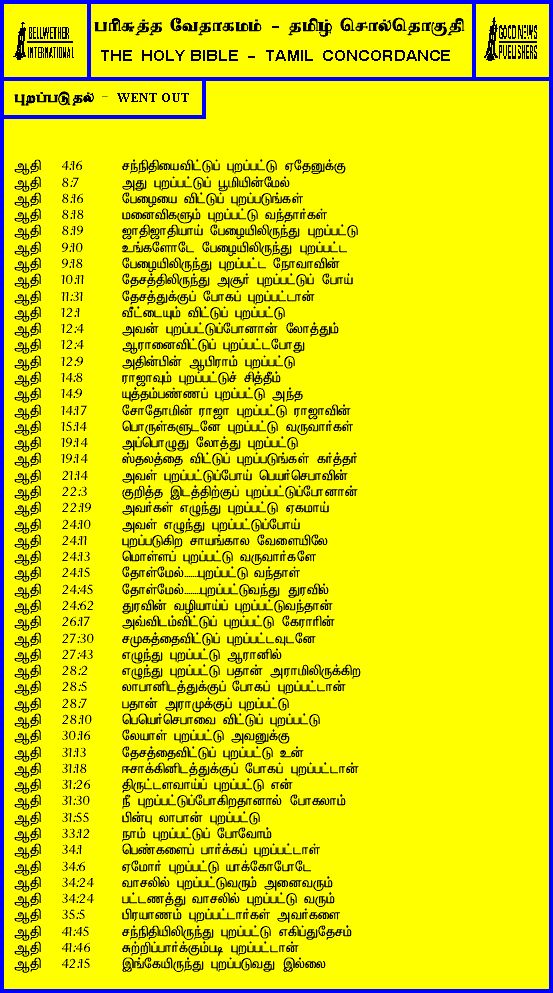 BELLWETHER
INTERNATIONAL
பரிசுத்த வேதாகமம் - தமிழ் சொல்தொகுதி
THE HOLY BIBLE - TAMIL CONCORDANCE
GOOD NEWS
PUBLISHERS
புறப்படுதல் - WENT OUT
ஆதி 4:16 சந்நிதியைவிட்டுப் புறப்பட்டு ஏதேனுக்கு
ஆதி 8:7 அது புறப்பட்டுப் பூமியின்மேல்
ஆதி 8:16 பேழையை விட்டுப் புறப்படுங்கள்
ஆதி 8:18 மனைவிகளும் புறப்பட்டு வந்தார்கள்
ஆதி 8:19 ஜாதிஜாதியாய் பேழையிலிருந்து புறப்பட்டு
ஆதி 9:10 உங்களோடே பேழையிலிருந்து புறப்பட்ட
ஆதி 9:18 பேழையிலிருந்து புறப்பட்ட நோவாவின்
ஆதி 10:11 தேசத்திலிருந்து அசூர் புறப்பட்டுப் போய்
ஆதி 11:31 தேசத்துக்குப் போகப் புறப்பட்டான்
ஆதி 12:1 வீட்டையும் விட்டுப் புறப்பட்டு
ஆதி 12:4 அவன் புறப்பட்டுப்போனான் லோத்தும்
ஆதி 12:4 ஆரானைவிட்டுப் புறப்பட்டபோது
ஆதி 12:9 அதின்பின் ஆபிராம் புறப்பட்டு
ஆதி 14:8 ராஜாவும் புறப்பட்டுச் சித்தீம்
ஆதி 14:9 யுத்தம்பண்ணப் புறப்பட்டு அந்த
ஆதி 14:17 சோதோமின் ராஜா புறப்பட்டு ராஜாவின்
ஆதி 15:14 பொருள்களுடனே புறப்பட்டு வருவார்கள்
ஆதி 19:14 அப்பொழுது லோத்து புறப்பட்டு
ஆதி 19:14 ஸ்தலத்தை விட்டுப் புறப்படுங்கள் கர்த்தர்
ஆதி 21:14 அவள் புறப்பட்டுப்போய் பெயர்செபாவின்
ஆதி 22:3 குறித்த இடத்திற்குப் புறப்பட்டுப்போனான்
ஆதி 22:19 அவர்கள் எழுந்து புறப்பட்டு ஏகமாய்
ஆதி 24:10 அவள் எழுந்து புறப்பட்டுப்போய்
ஆதி 24:11 புறப்படுகிற சாயங்கால வேளையிலே
ஆதி 24:13 மொள்ளப் புறப்பட்டு வருவார்களே
ஆதி 24:15 தோள்மேல்......புறப்பட்டு வந்தாள்
ஆதி 24:45 தோள்மேல்.......புறப்பட்டுவந்து துரவில்
ஆதி 24:62 துரவின் வழியாய்ப் புறப்பட்டுவந்தான்
ஆதி 26:17 அவ்விடம்விட்டுப் புறப்பட்டு கேராரின்
ஆதி 27:30 சமுகத்தைவிட்டுப் புறப்பட்டவுடனே
ஆதி 27:43 எழுந்து புறப்பட்டு ஆரானில்
ஆதி 28:2 எழுந்து புறப்பட்டு பதான் அராமிலிருக்கிற
ஆதி 28:5 லாபானிடத்துக்குப் போகப் புறப்பட்டான்
ஆதி 28:7 பதான் அராமுக்குப் புறப்பட்டு
ஆதி 28:10 பெயெர்செபாவை விட்டுப் புறப்பட்டு
ஆதி 30:16 லேயாள் புறப்பட்டு அவனுக்கு
ஆதி 31:13 தேசத்தைவிட்டுப் புறப்பட்டு உன்
ஆதி 31:18 ஈசாக்கினிடத்துக்குப் போகப் புறப்பட்டான்
ஆதி 31:26 திருட்டளவாய்ப் புறப்பட்டு என்
ஆதி 31:30 நீ புறப்பட்டுப்போகிறதானால் போகலாம்
ஆதி 31:55 பின்பு லாபான் புறப்பட்டு
ஆதி 33:12 நாம் புறப்பட்டுப் போவோம்
ஆதி 34:1 பெண்களைப் பார்க்கப் புறப்பட்டாள்
ஆதி 34:6 ஏமோர் புறப்பட்டு யாக்கோபோடே
ஆதி 34:24 வாசலில் புறப்பட்டுவரும் அனைவரும்
ஆதி 34:24 பட்டணத்து வாசலில் புறப்பட்டு வரும்
ஆதி 35:5 பிரயாணம் புறப்பட்டார்கள் அவர்களை
ஆதி 41:45 சந்நிதியிலிருந்து புறப்பட்டு எகிப்துதேசம்
ஆதி 41:46 சுற்றிப்பார்க்கும்படி புறப்பட்டான்
ஆதி 42:15 இங்கேயிருந்து புறப்படுவது இல்லை